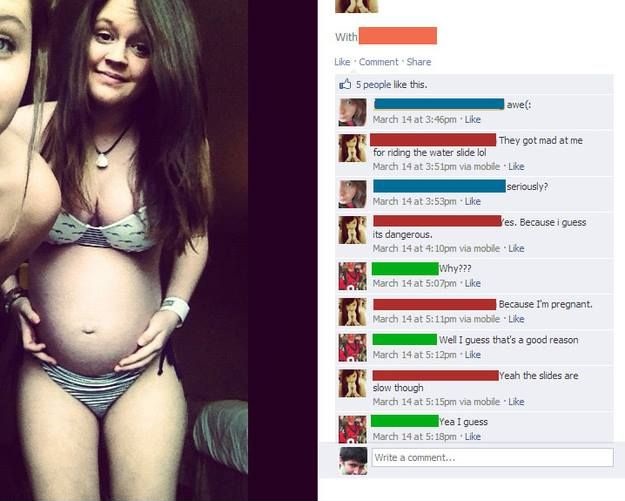 With
Like · Comment · Share
5 people like this.
awe(:
March 14 at 3:46pm · Like
They got mad at me
for riding the water slide lol
March 14 at 3:51pm via mobile · Like
seriously?
March 14 at 3:53pm · Like
Yes. Because i guess
its dangerous.
March 14 at 4:10pm via mobile · Like
Why???
March 14 at 5:07pm · Like
Because I'm pregnant.
March 14 at 5:11pm via mobile · Like
Well I guess that's a good reason
March 14 at 5:12pm · Like
Yeah the slides are
slow though
March 14 at 5:15pm via mobile · Like
Yea I guess
March 14 at 5:18pm · Like
Write a comment...